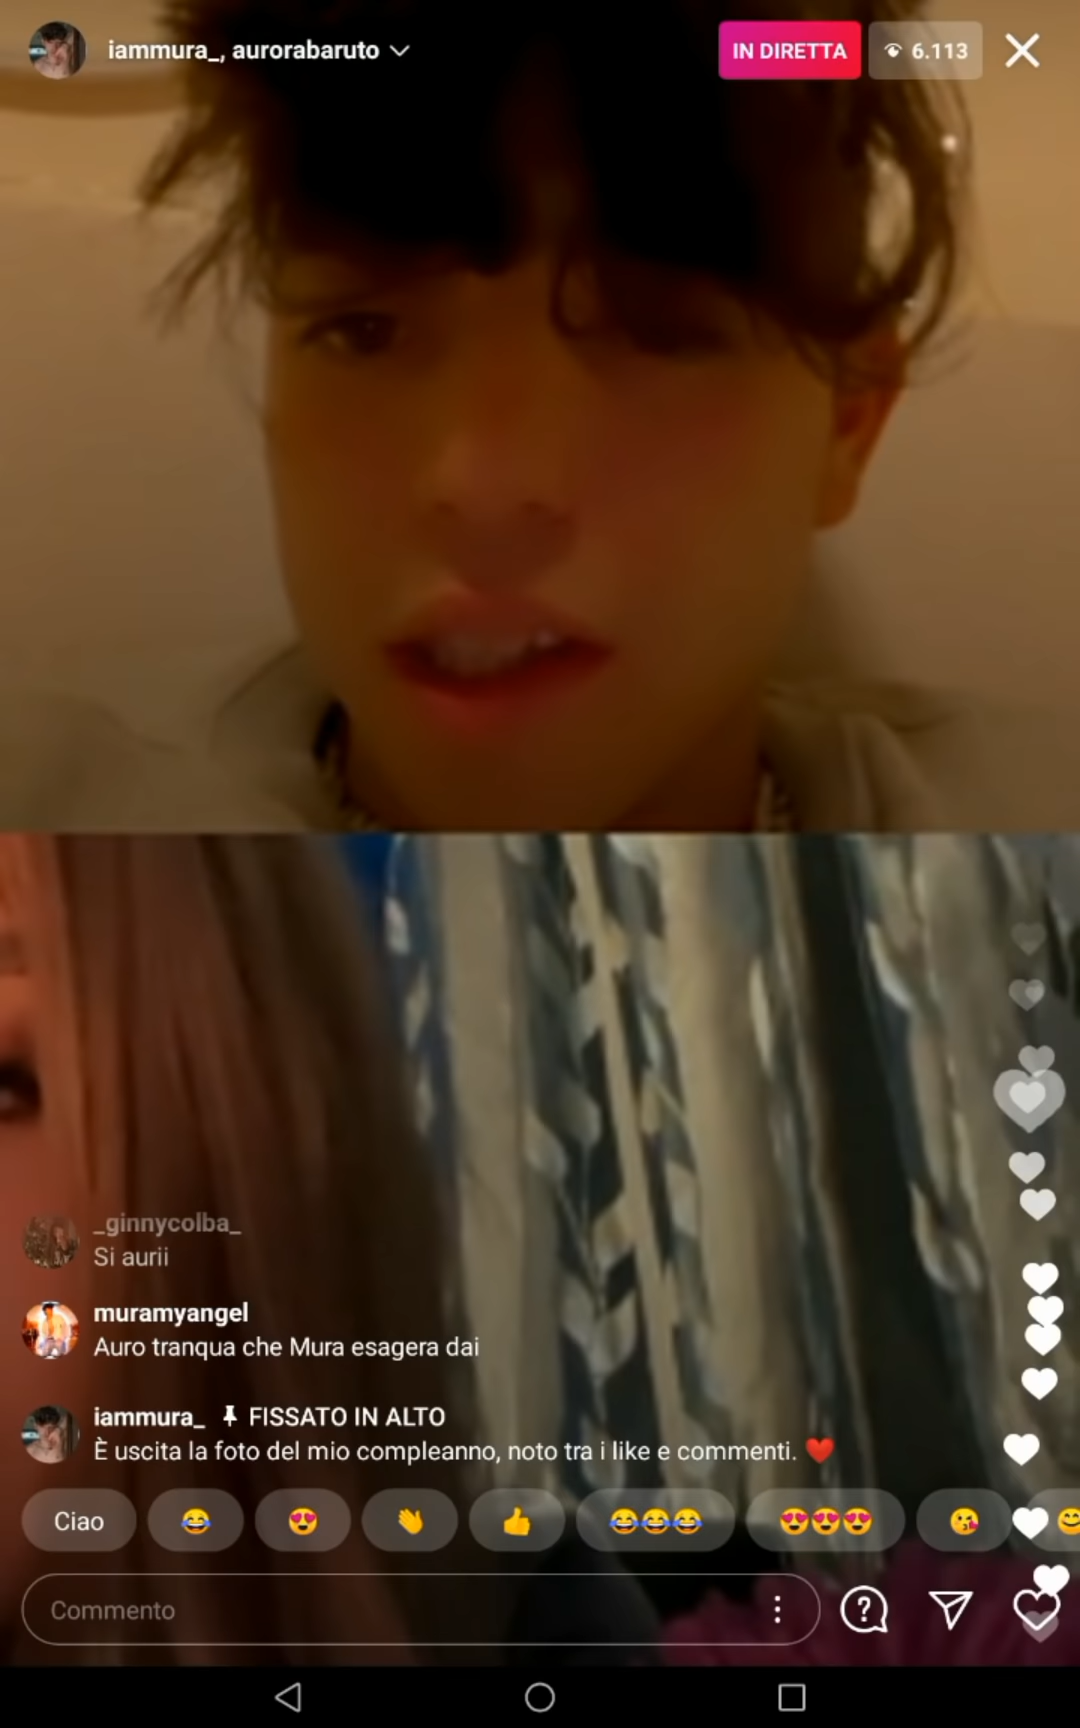 iammura_, aurorabaruto
IN DIRETTA
6.113
_ginnycolba_
Si aurii
muramyangel
Auro tranqua che Mura esagera dai
iammura_ FISSATO IN ALTO
È uscita la foto del mio compleanno, noto tra i like e commenti. ❤️
Ciao 😂 😍 👋 👍 😂😂😂 😍😍😍 😘 😊
Commento